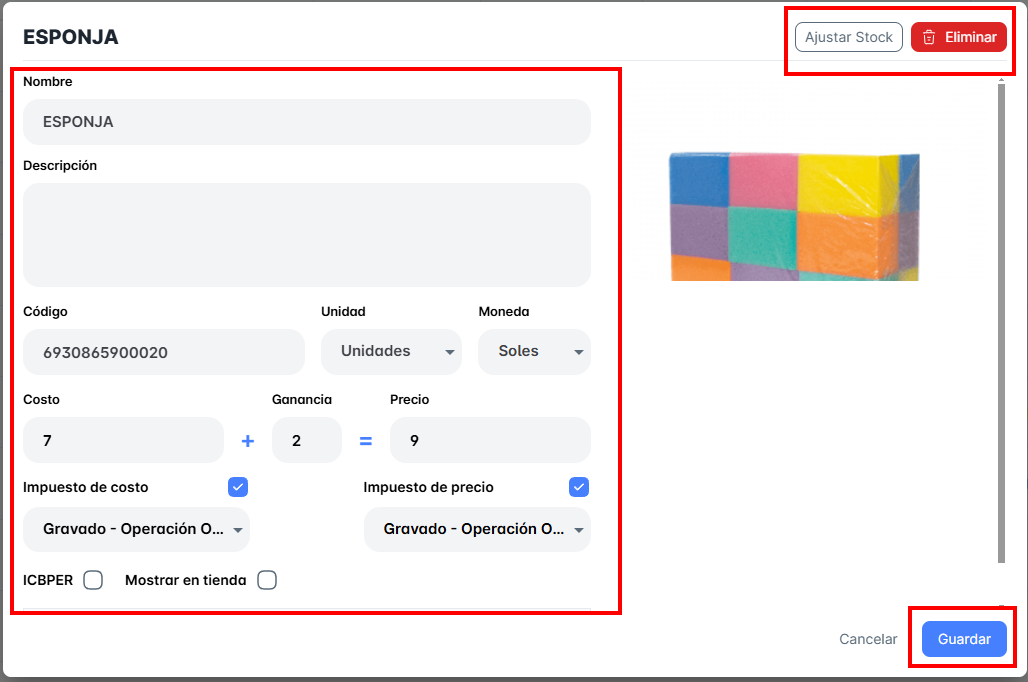 ESPONJA
Ajustar Stock
Eliminar
Nombre
ESPONJA
Descripción
Código Unidad Moneda
6930865900020 Unidades Soles
Costo Ganancia Precio
7 + 2 = 9
Impuesto de costo Impuesto de precio
Gravado - Operación O... Gravado - Operación O...
ICBPER Mostrar en tienda
Cancelar Guardar